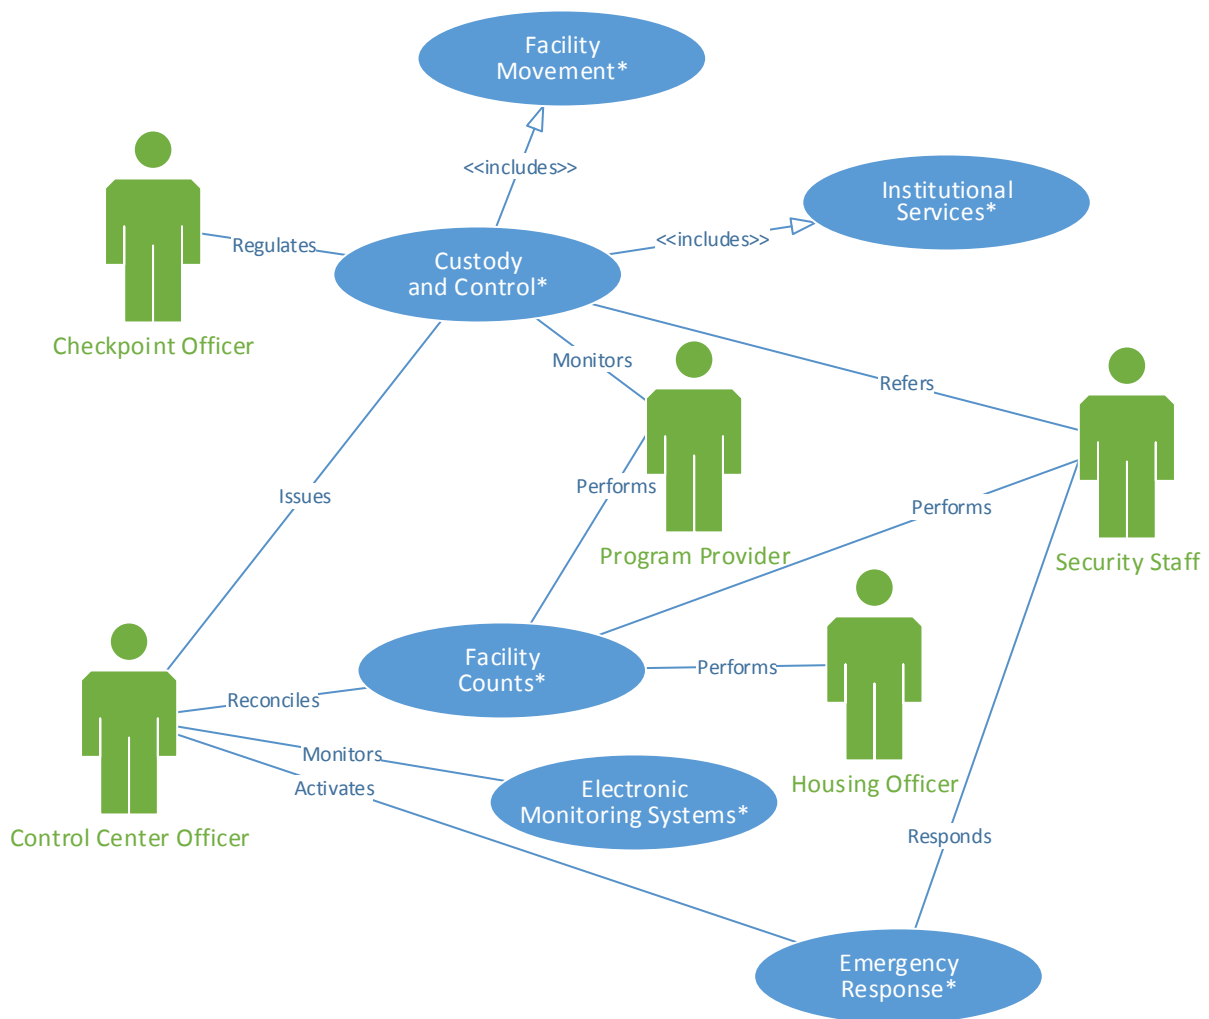 Facility
Movement*
<<includes>>
Institutional
Services*
<<includes>>
Regulates
Custody
and Control*
Checkpoint Officer
Monitors
Refers
Issues
Performs
Performs
Program Provider
Security Staff
Facility
Counts*
Performs
Reconciles
Monitors
Activates
Electronic
Monitoring Systems*
Housing Officer
Control Center Officer
Responds
Emergency
Response*